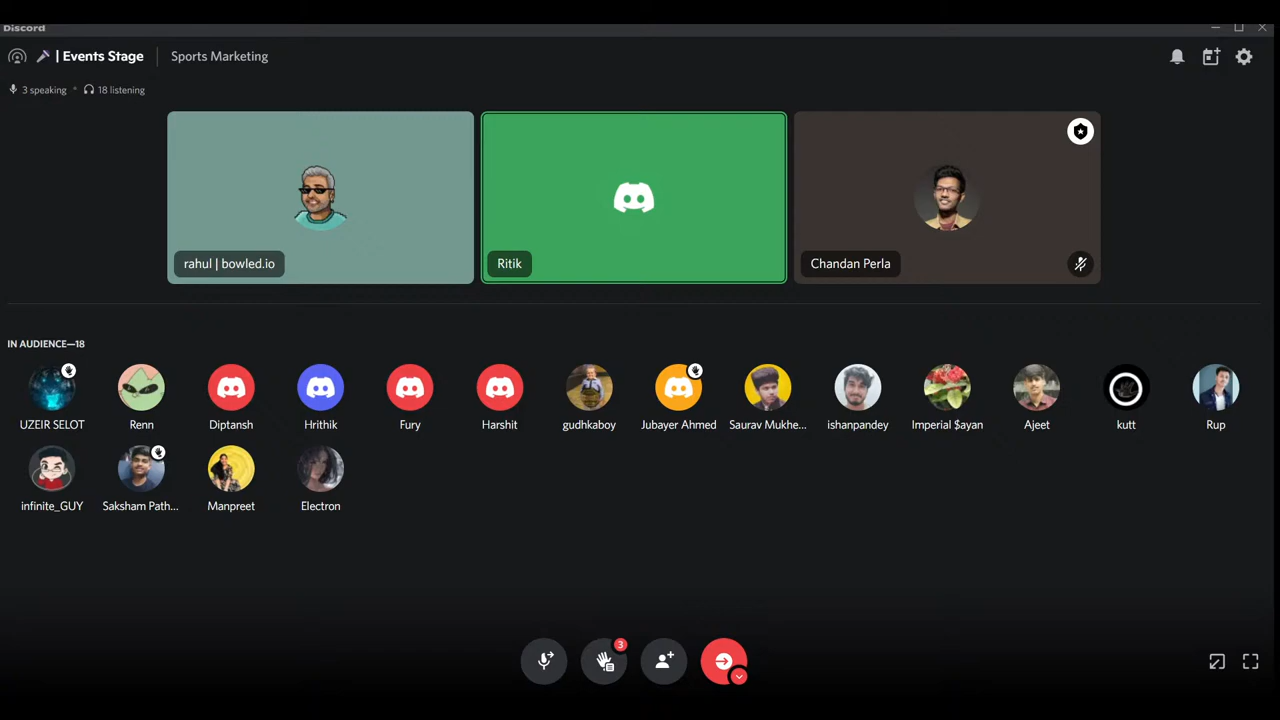 Discord
| Events Stage Sports Marketing
3 speaking • 18 listening
rahul | bowled.io
Ritik
Chandan Perla
IN AUDIENCE—18
UZEIR SELOT Renn Diptansh Hrithik Fury Harshit gudhkaboy Jubayer Ahmed Saurav Mukhe... ishanpandey Imperial $ayan Ajeet kutt Rup
infinite_GUY Saksham Path... Manpreet Electron
3